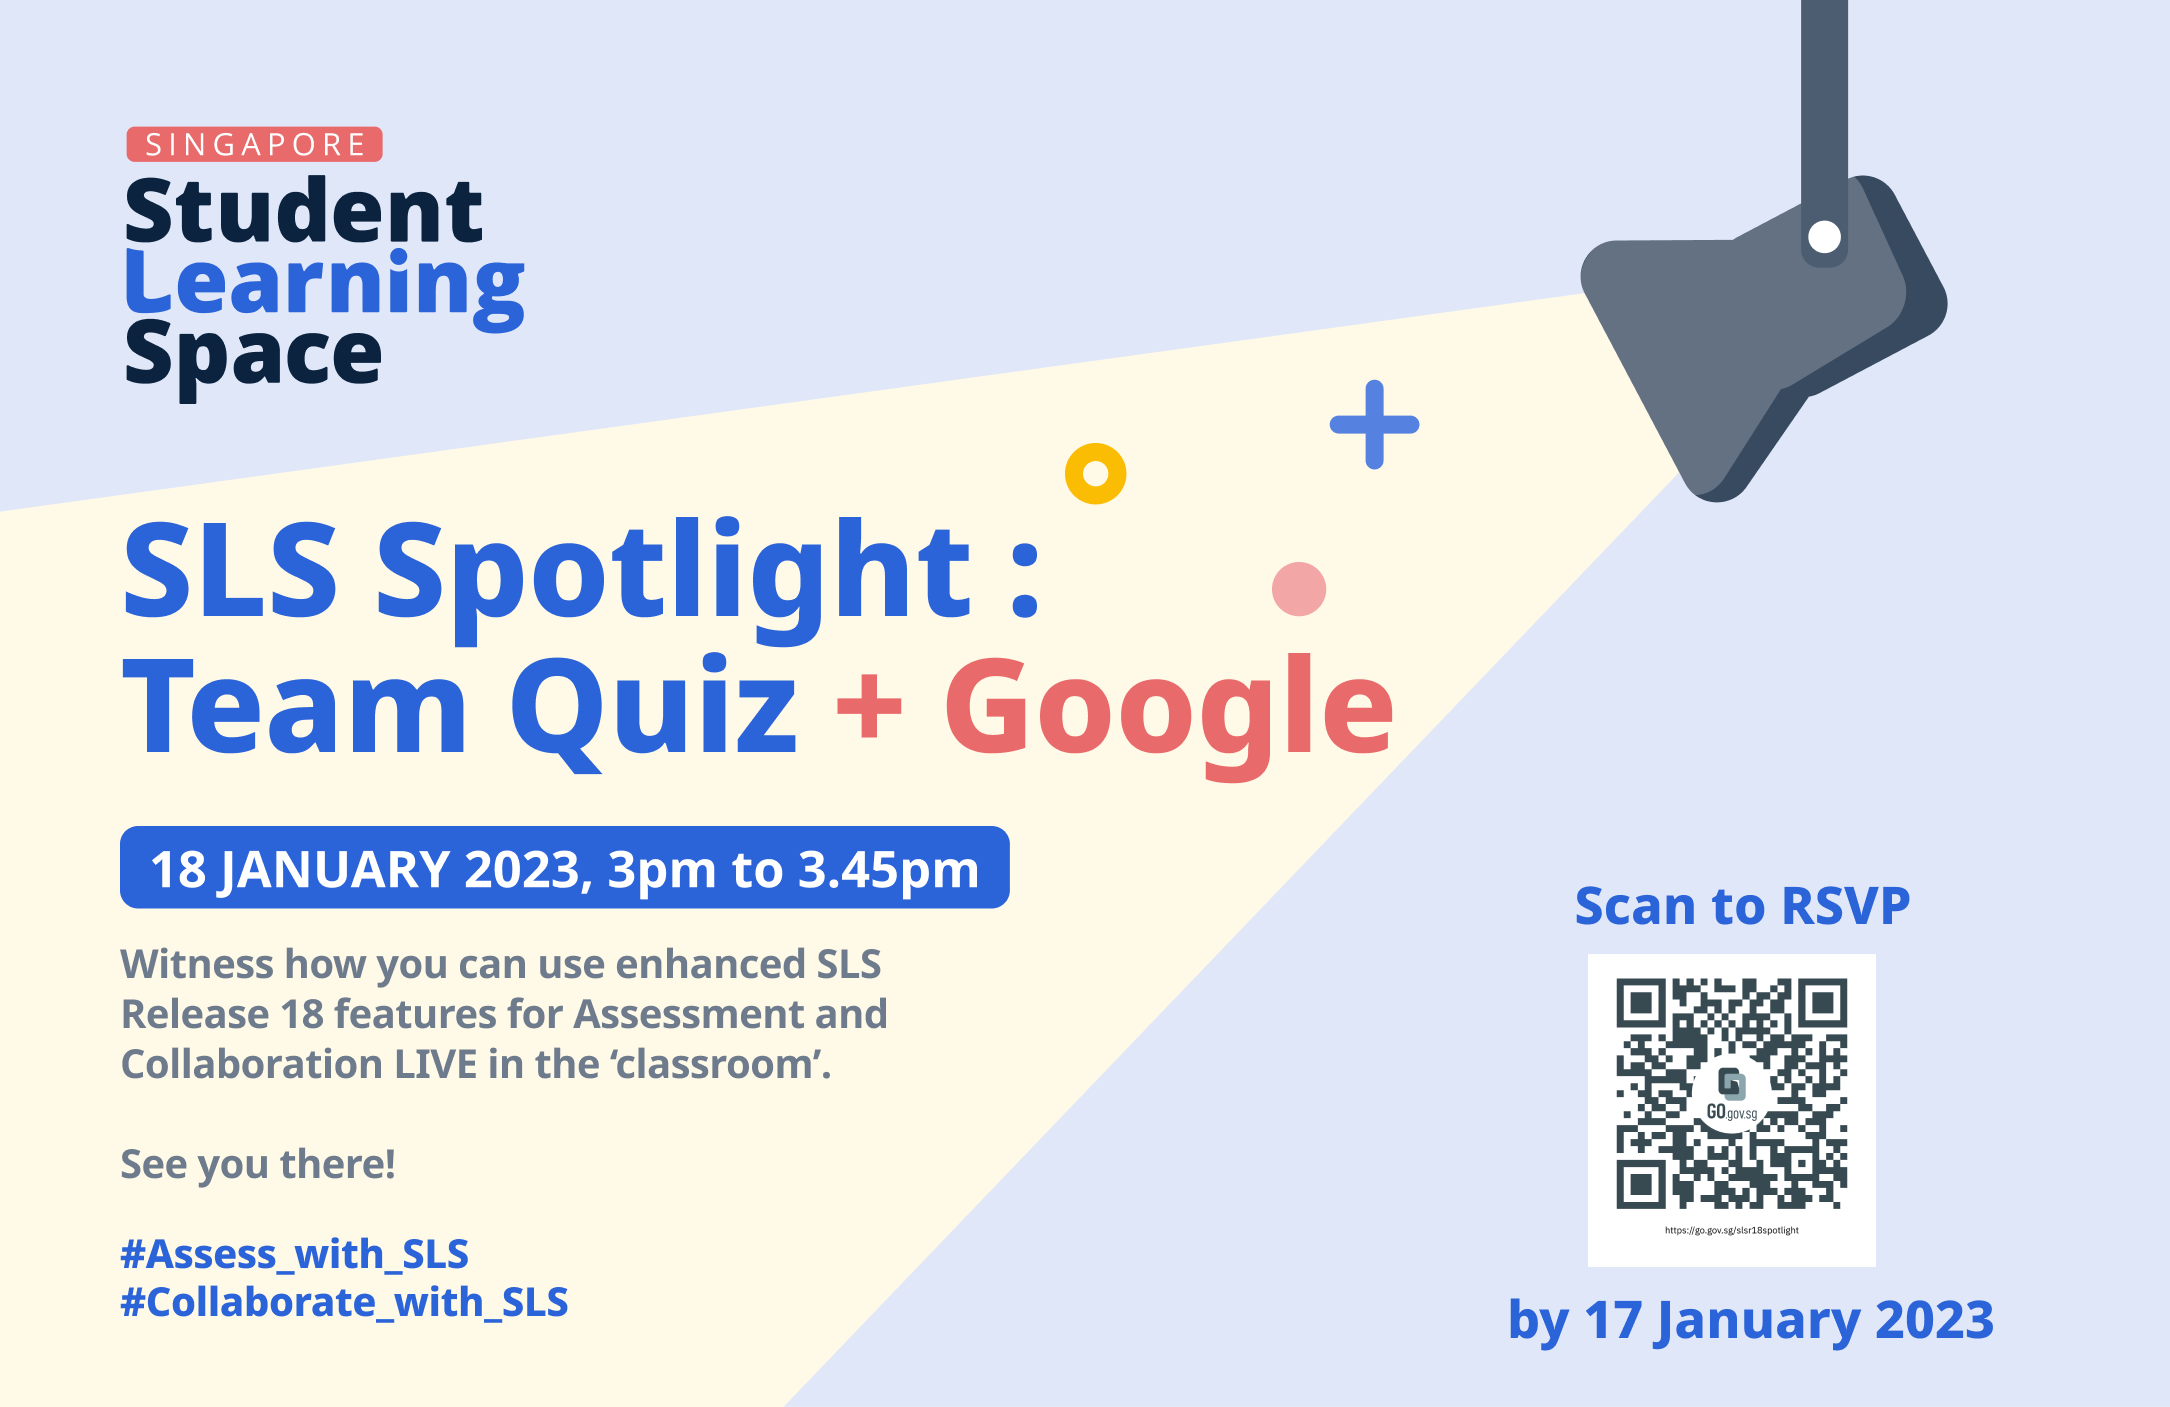 SINGAPORE
Student
Learning
Space
SLS Spotlight :
Team Quiz + Google
18 JANUARY 2023, 3pm to 3.45pm
Witness how you can use enhanced SLS
Release 18 features for Assessment and
Collaboration LIVE in the ‘classroom’.
See you there!
#Assess_with_SLS
#Collaborate_with_SLS
Scan to RSVP
GO.gov.sg
https://go.gov.sg/slsr18spotlight
by 17 January 2023